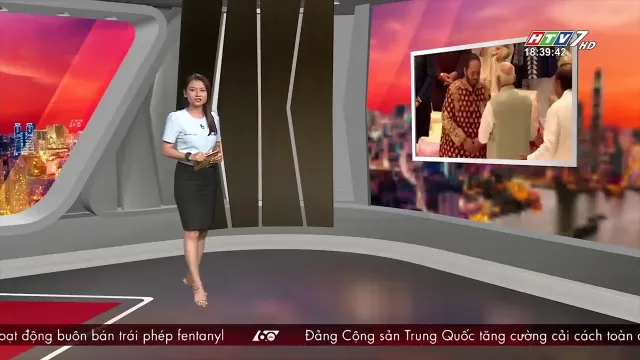 HTV7 HD
18:39:42
oạt động buôn bán trái phép fentanyl 60 Đảng Cộng sản Trung Quốc tăng cường cải cách toàn